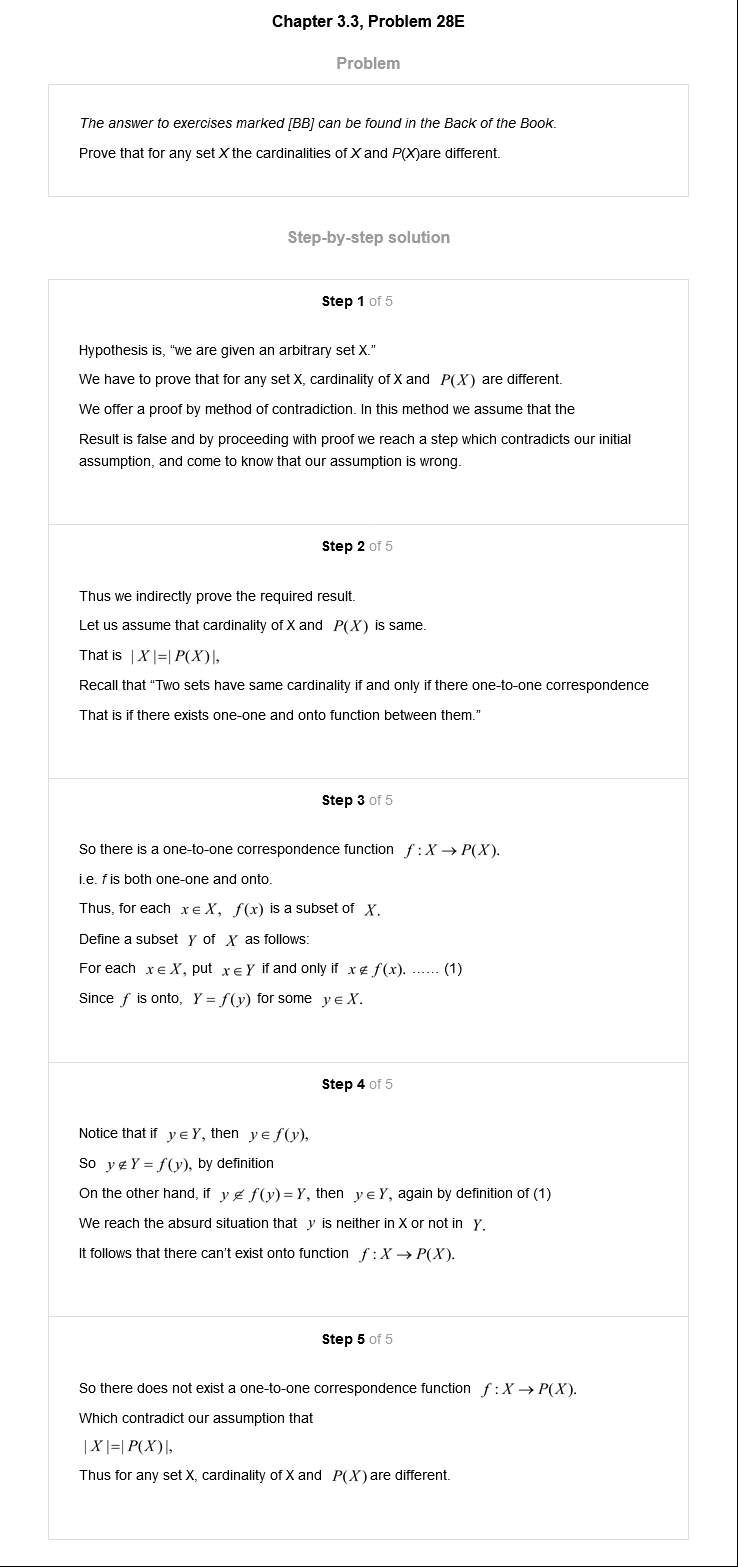 Chapter 3.3, Problem 28E
Problem
The answer to exercises marked [BB] can be found in the Back of the Book.
Prove that for any set X the cardinalities of X and P(X)are different.
Step-by-step solution
Step 1 of 5
Hypothesis is, “we are given an arbitrary set X.”
We have to prove that for any set X, cardinality of X and P(X) are different.
We offer a proof by method of contradiction. In this method we assume that the
Result is false and by proceeding with proof we reach a step which contradicts our initial
assumption, and come to know that our assumption is wrong.
Step 2 of 5
Thus we indirectly prove the required result.
Let us assume that cardinality of X and P(X) is same.
That is |X|=|P(X)|,
Recall that “Two sets have same cardinality if and only if there one-to-one correspondence
That is if there exists one-one and onto function between them.”
Step 3 of 5
So there is a one-to-one correspondence function f : X → P(X).
i.e. f is both one-one and onto.
Thus, for each x ∈ X, f(x) is a subset of X.
Define a subset Y of X as follows:
For each x ∈ X, put x ∈ Y if and only if x ∉ f(x). …… (1)
Since f is onto, Y = f(y) for some y ∈ X.
Step 4 of 5
Notice that if y ∈ Y, then y ∈ f(y),
So y ∉ Y = f(y), by definition
On the other hand, if y ∉ f(y) = Y, then y ∈ Y, again by definition of (1)
We reach the absurd situation that y is neither in X or not in Y.
It follows that there can’t exist onto function f : X → P(X).
Step 5 of 5
So there does not exist a one-to-one correspondence function f : X → P(X).
Which contradict our assumption that
|X|=|P(X)|,
Thus for any set X, cardinality of X and P(X) are different.